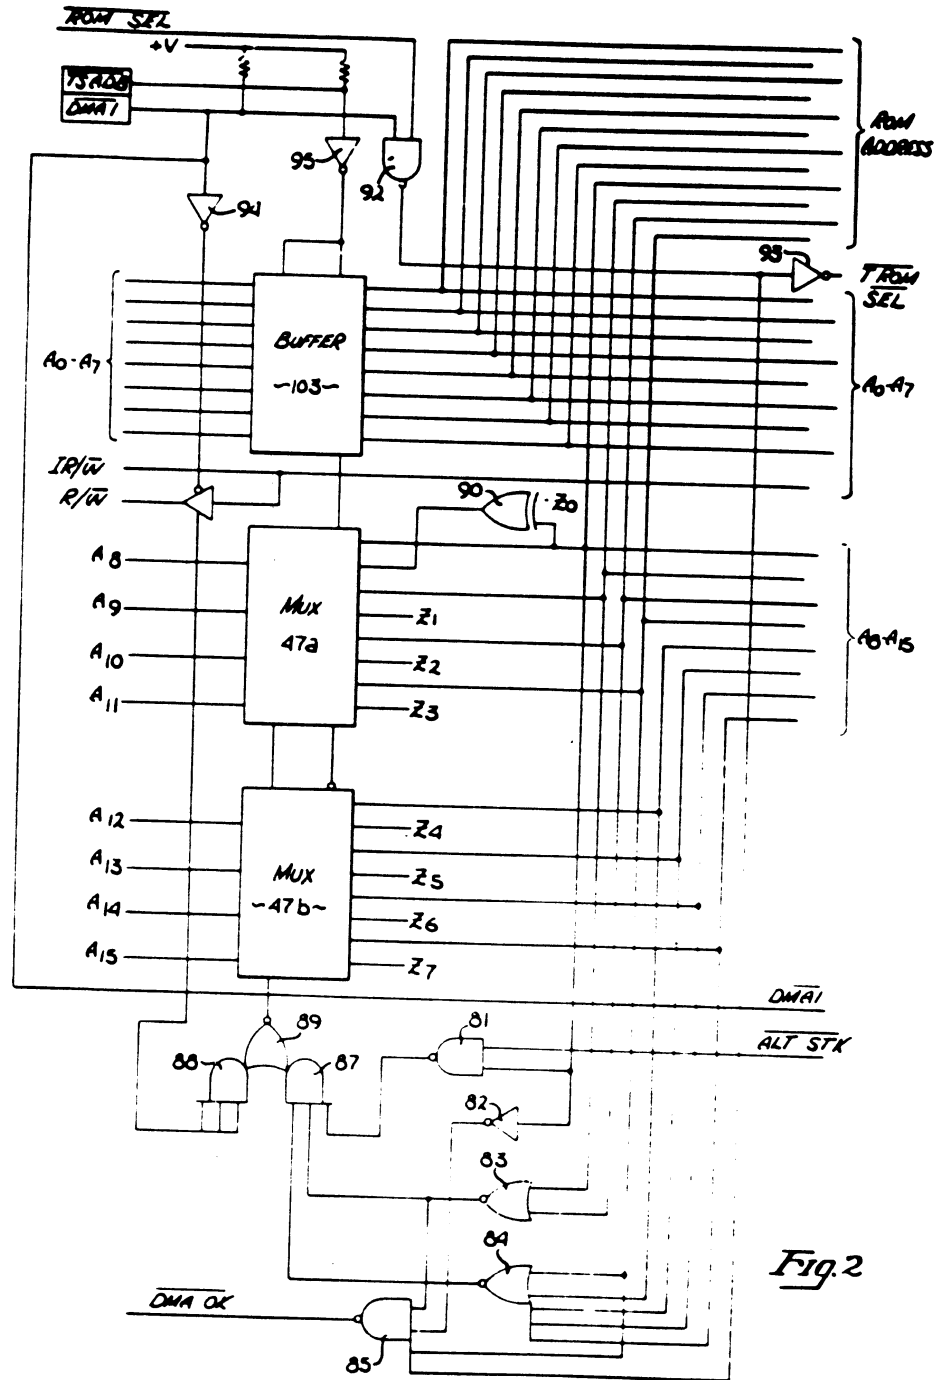 ROM SEL
+V
TSADB
DMA1
95
92
94
ROM ADDRESS
93
TROM SEL
A0-A7
BUFFER
~103~
A0-A7
IR/W
R/W
90
Z0
A8
A9
A10
A11
MUX
47a
Z1
Z2
Z3
A8-A15
A12
A13
A14
A15
MUX
~47b~
Z4
Z5
Z6
Z7
DMA1
ALT STK
89
88
87
81
82
83
84
85
DMA OK
Fig. 2